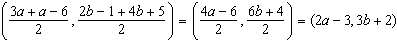 (3a + a − 6 / 2, 2b − 1 + 4b + 5 / 2) = (4a − 6 / 2, 6b + 4 / 2) = (2a − 3, 3b + 2)